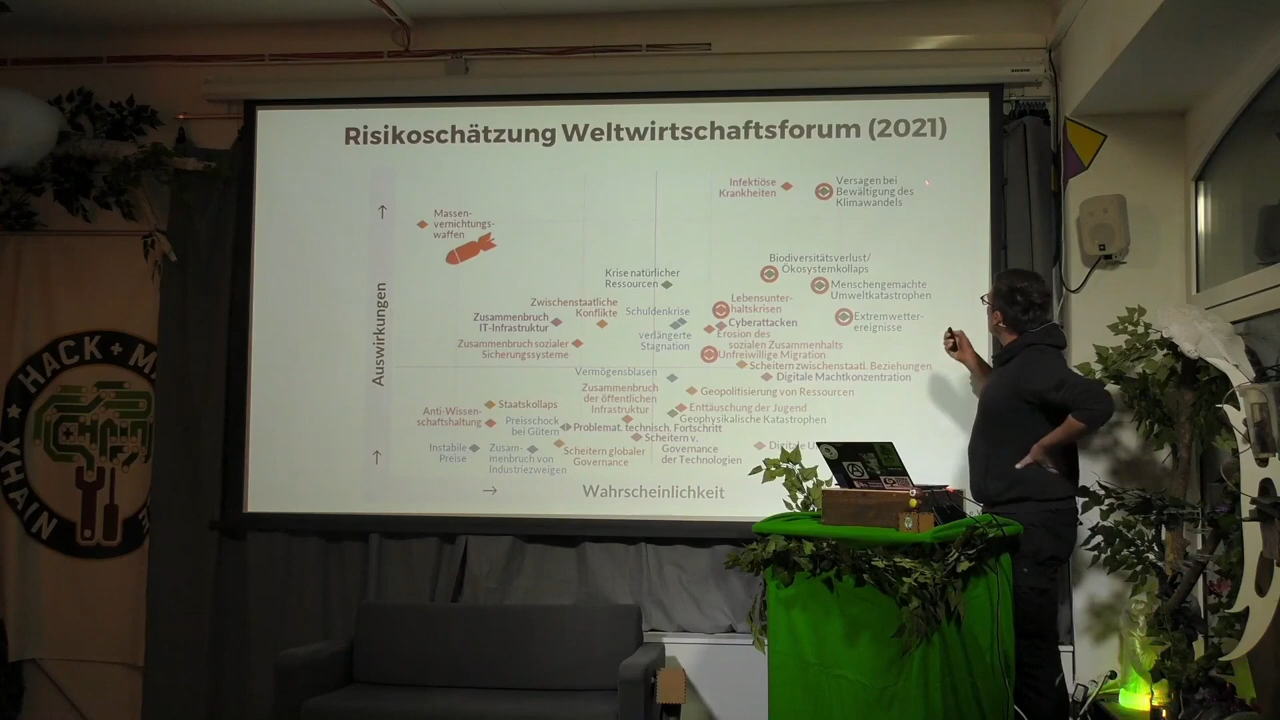 Risikoschätzung Weltwirtschaftsforum (2021)
Infektiöse
Krankheiten
Versagen bei
Bewältigung des
Klimawandels
Massen-
vernichtungs-
waffen
Biodiversitätsverlust/
Ökosystemkollaps
Krise natürlicher
Ressourcen
Menschengemachte
Umweltkatastrophen
Zwischenstaatliche
Konflikte
Lebensunter-
haltskrisen
Schuldenkrise
Zusammenbruch
IT-Infrastruktur
Cyberattacken
Extremwetter-
ereignisse
verlängerte
Stagnation
Erosion des
sozialen Zusammenhalts
Zusammenbruch sozialer
Sicherungssysteme
Unfreiwillige Migration
Scheitern zwischenstaatl. Beziehungen
Vermögensblasen
Digitale Machtkonzentration
Zusammenbruch
der öffentlichen
Infrastruktur
Geopolitisierung von Ressourcen
Staatskollaps
Enttäuschung der Jugend
Anti-Wissen-
schaftshaltung
Geophysikalische Katastrophen
Preisschock
bei Gütern
Problemat. technisch. Fortschritt
Scheitern v.
Governance
der Technologien
Instabile
Preise
Zusam-
menbruch von
Industriezweigen
Scheitern globaler
Governance
Digitale
Auswirkungen
Wahrscheinlichkeit
HACK + M
XHAIN